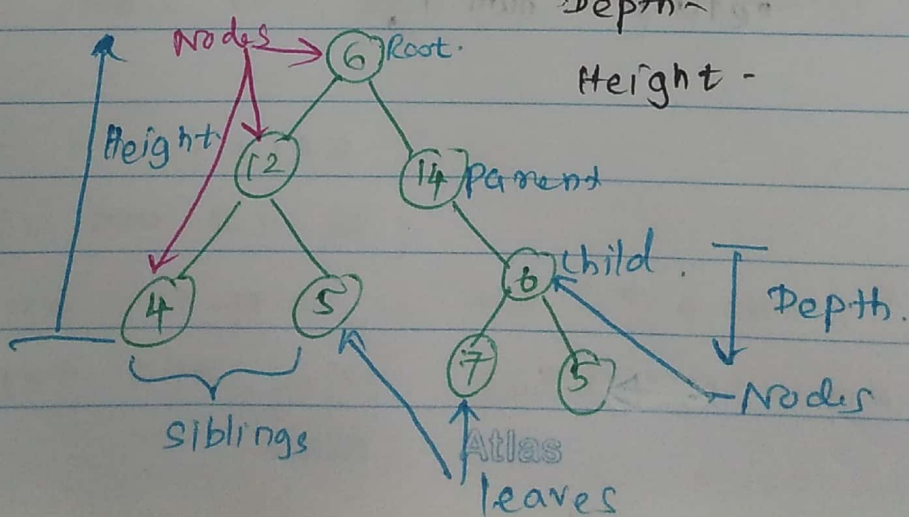 Depth-
Nodes
6 Root.
Height -
Height
12
14 Parent
6 Child.
4
5
Depth.
7
5
Nodes
Siblings
Atlas
leaves